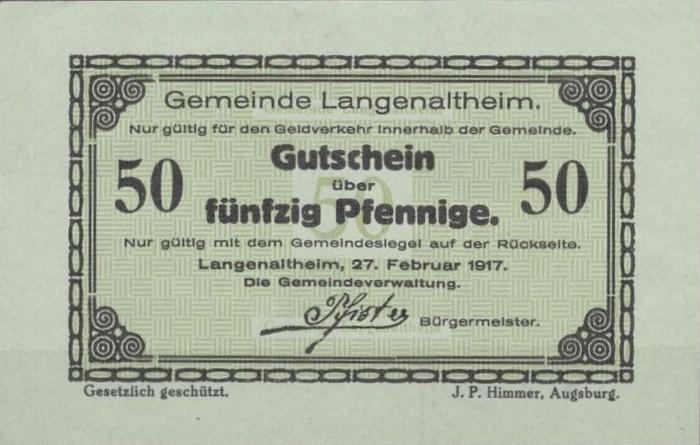 Gemeinde Langenaltheim.
Nur gültig für den Geldverkehr innerhalb der Gemeinde.
Gutschein
50 über 50
fünfzig Pfennige.
Nur gültig mit dem Gemeindesiegel auf der Rückseite.
Langenaltheim, 27. Februar 1917.
Die Gemeindeverwaltung.
Pfister Bürgermeister.
Gesetzlich geschützt. J. P. Himmer, Augsburg.